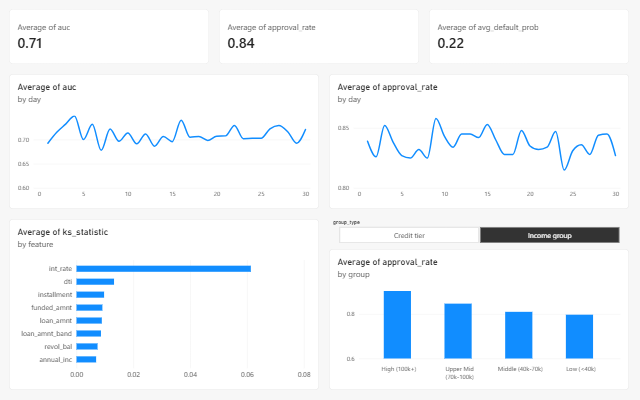 Average of auc
0.71
Average of approval_rate
0.84
Average of avg_default_prob
0.22
Average of auc
by day
0.70
0.65
0.60
0 5 10 15 20 25 30
Average of approval_rate
by day
0.85
0.80
0 5 10 15 20 25 30
Average of ks_statistic
by feature
int_rate
dti
installment
funded_amnt
loan_amnt
loan_amnt_band
revol_bal
annual_inc
0.00 0.02 0.04 0.06 0.08
group_type
Credit tier Income group
Average of approval_rate
by group
0.8
0.6
High (100k+) Upper Mid Middle (40k-70k) Low (<40k)
(70k-100k)